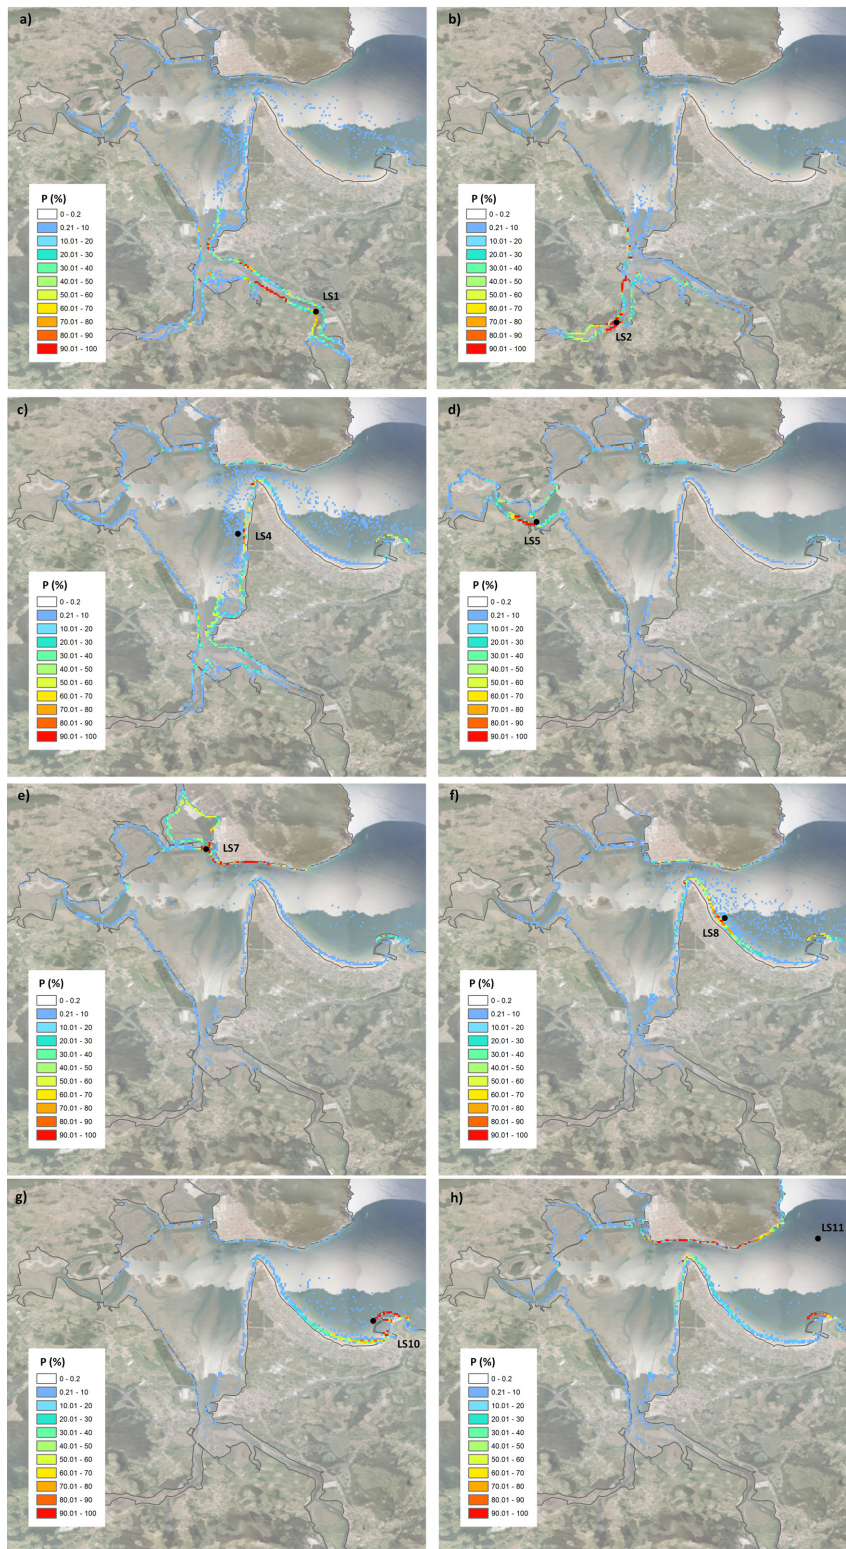 a)
P (%)
0 - 0.2
0.21 - 10
10.01 - 20
20.01 - 30
30.01 - 40
40.01 - 50
50.01 - 60
60.01 - 70
70.01 - 80
80.01 - 90
90.01 - 100
LS1
b)
P (%)
0 - 0.2
0.21 - 10
10.01 - 20
20.01 - 30
30.01 - 40
40.01 - 50
50.01 - 60
60.01 - 70
70.01 - 80
80.01 - 90
90.01 - 100
LS2
c)
LS4
P (%)
0 - 0.2
0.21 - 10
10.01 - 20
20.01 - 30
30.01 - 40
40.01 - 50
50.01 - 60
60.01 - 70
70.01 - 80
80.01 - 90
90.01 - 100
d)
LS5
P (%)
0 - 0.2
0.21 - 10
10.01 - 20
20.01 - 30
30.01 - 40
40.01 - 50
50.01 - 60
60.01 - 70
70.01 - 80
80.01 - 90
90.01 - 100
e)
LS7
P (%)
0 - 0.2
0.21 - 10
10.01 - 20
20.01 - 30
30.01 - 40
40.01 - 50
50.01 - 60
60.01 - 70
70.01 - 80
80.01 - 90
90.01 - 100
f)
LS8
P (%)
0 - 0.2
0.21 - 10
10.01 - 20
20.01 - 30
30.01 - 40
40.01 - 50
50.01 - 60
60.01 - 70
70.01 - 80
80.01 - 90
90.01 - 100
g)
LS10
P (%)
0 - 0.2
0.21 - 10
10.01 - 20
20.01 - 30
30.01 - 40
40.01 - 50
50.01 - 60
60.01 - 70
70.01 - 80
80.01 - 90
90.01 - 100
h)
LS11
P (%)
0 - 0.2
0.21 - 10
10.01 - 20
20.01 - 30
30.01 - 40
40.01 - 50
50.01 - 60
60.01 - 70
70.01 - 80
80.01 - 90
90.01 - 100